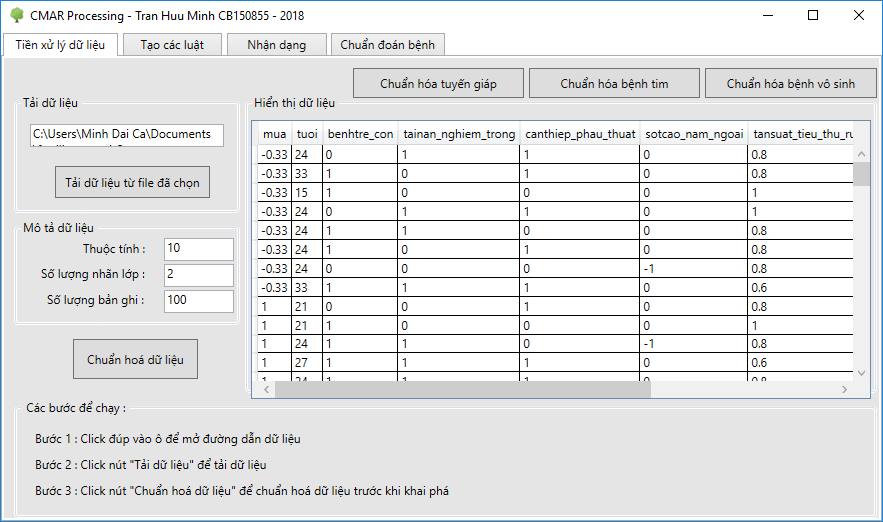 CMAR Processing - Tran Huu Minh CB150855 - 2018
Tiền xử lý dữ liệu Tạo các luật Nhận dạng Chuẩn đoán bệnh
Chuẩn hóa tuyến giáp Chuẩn hóa bệnh tim Chuẩn hóa bệnh vô sinh
Tải dữ liệu
C:\Users\Minh Dai Ca\Documents
Tải dữ liệu từ file đã chọn
Mô tả dữ liệu
Thuộc tính : 10
Số lượng nhãn lớp : 2
Số lượng bản ghi : 100
Chuẩn hoá dữ liệu
Hiển thị dữ liệu
mua tuoi benhtre_con tainan_nghiem_trong canthiep_phau_thuat sotcao_nam_ngoai tansuat_tieu_thu_ru
-0.33 24 0 1 1 0 0.8
-0.33 33 1 0 1 0 0.8
-0.33 15 1 0 0 0 1
-0.33 24 0 1 1 0 1
-0.33 24 1 1 0 0 0.8
-0.33 24 1 0 1 0 0.8
-0.33 24 0 0 0 -1 0.8
-0.33 33 1 1 1 0 0.6
1 21 0 0 1 0 0.8
1 21 1 0 0 0 1
1 24 1 1 0 -1 0.8
1 27 1 1 1 0 0.6
1 24 1 1 1 0 0.8
Các bước để chạy :
Bước 1 : Click đúp vào ô để mở đường dẫn dữ liệu
Bước 2 : Click nút "Tải dữ liệu" để tải dữ liệu
Bước 3 : Click nút "Chuẩn hoá dữ liệu" để chuẩn hoá dữ liệu trước khi khai phá